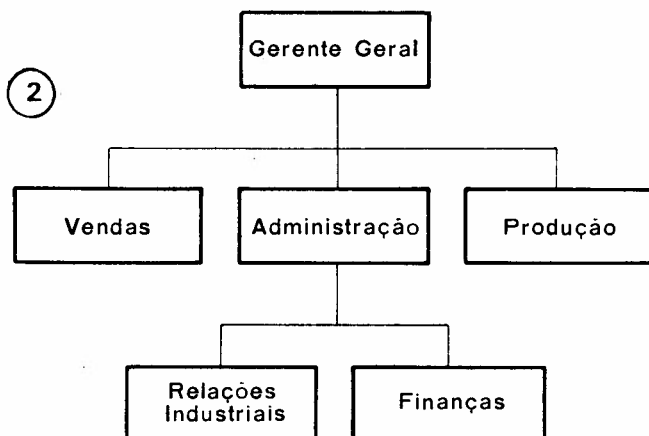 Gerente Geral
2
Vendas
Administração
Produção
Relações
Industriais
Finanças